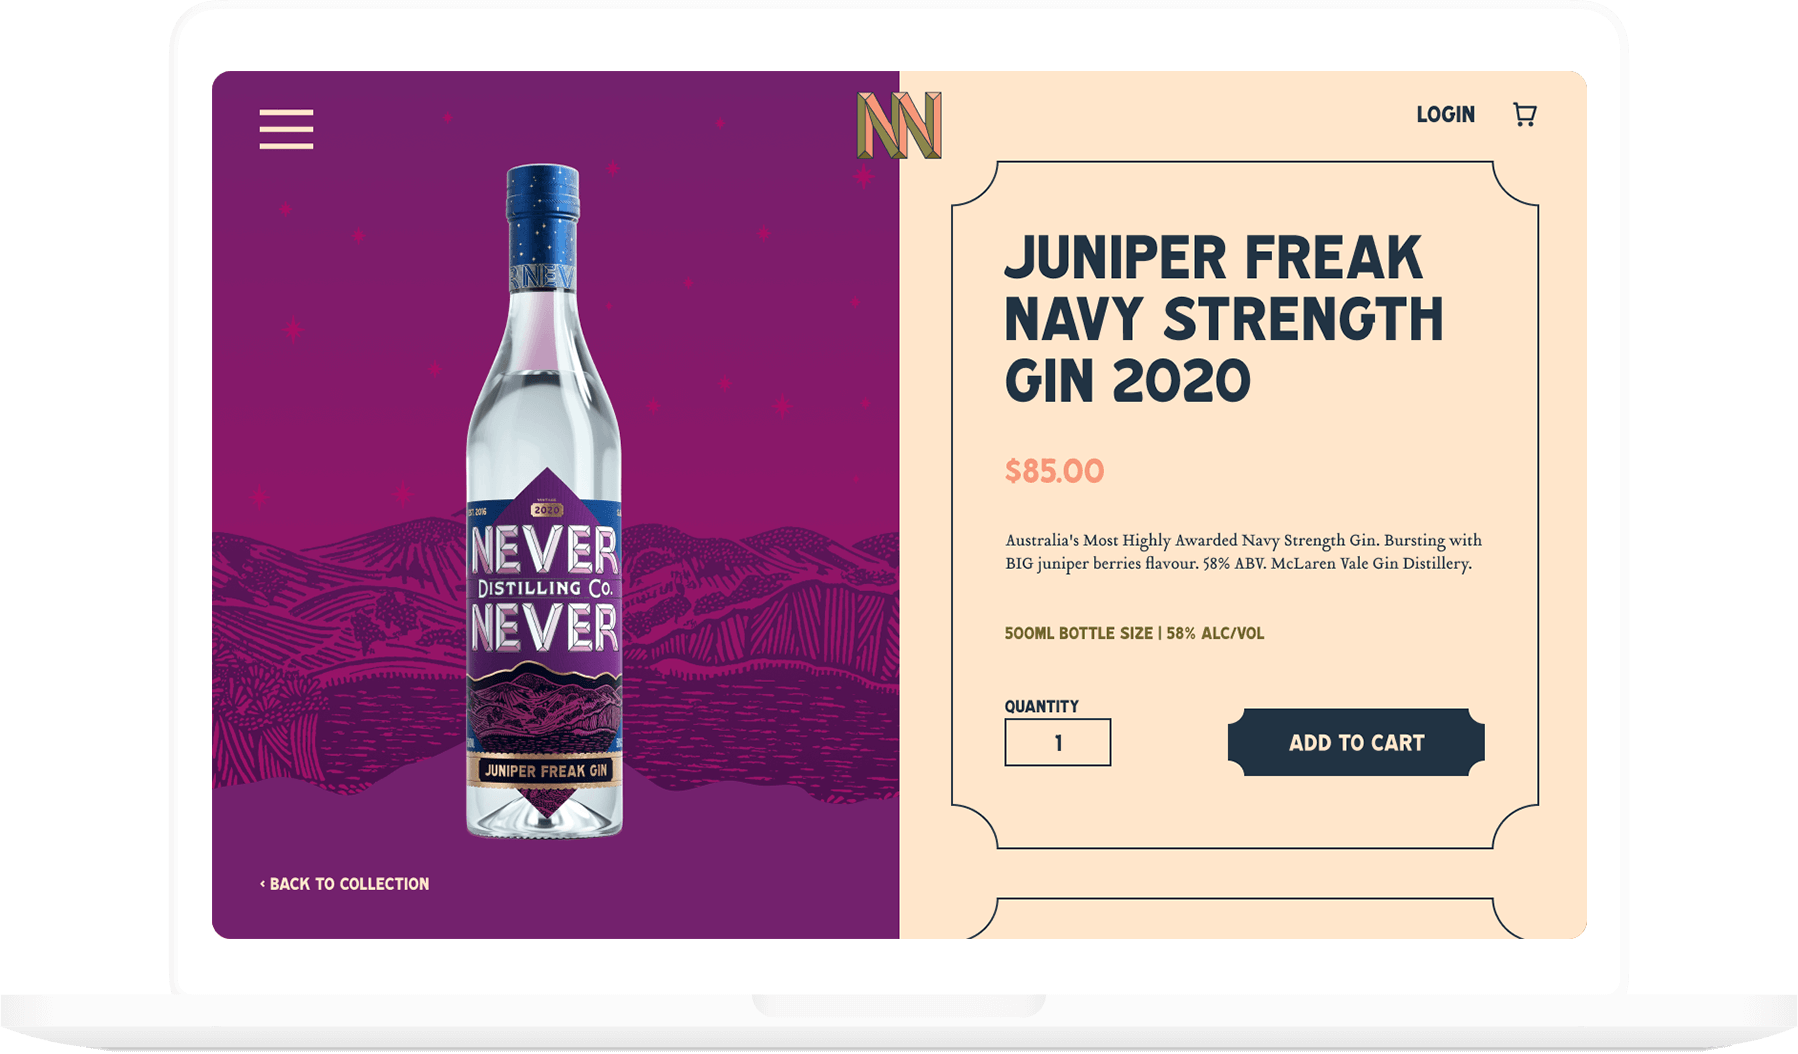 NN
LOGIN
NEV
EST. 2016
2020
NEVER
DISTILLING CO.
NEVER
JUNIPER FREAK GIN
‹ BACK TO COLLECTION
JUNIPER FREAK
NAVY STRENGTH
GIN 2020
$85.00
Australia's Most Highly Awarded Navy Strength Gin. Bursting with
BIG juniper berries flavour. 58% ABV. McLaren Vale Gin Distillery.
500ML BOTTLE SIZE | 58% ALC/VOL
QUANTITY
1
ADD TO CART